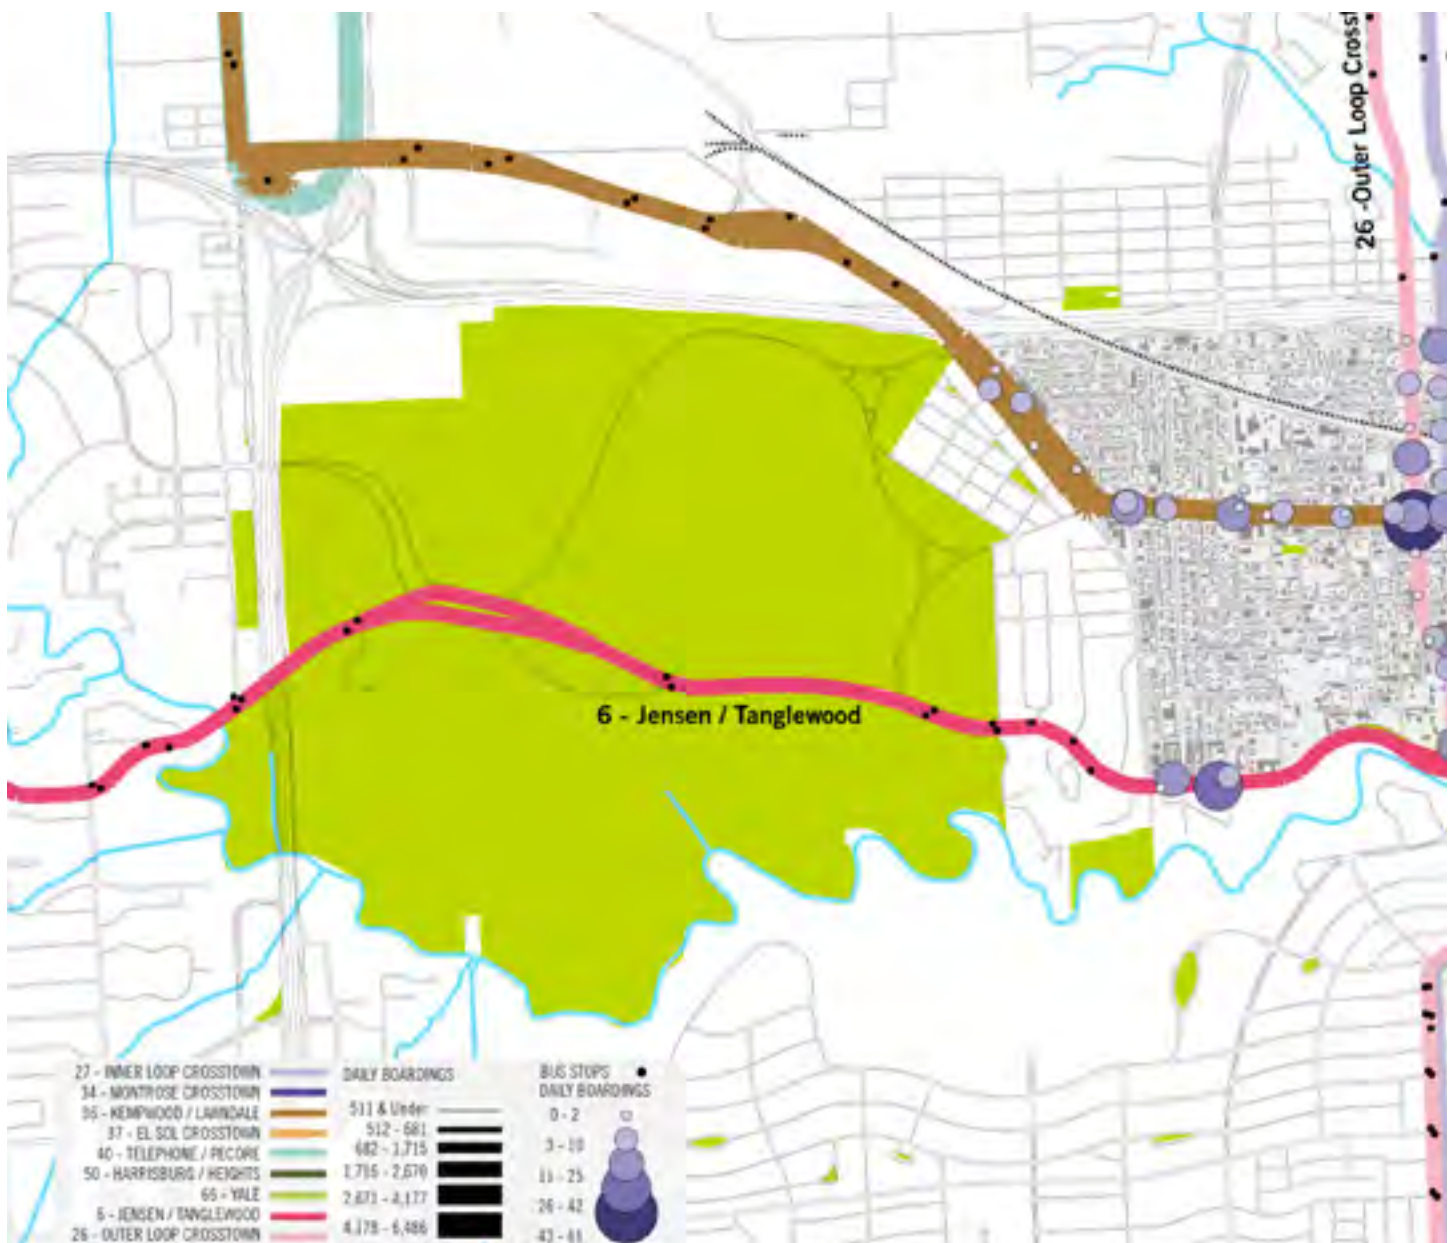 26 -Outer Loop Cross
6 - Jensen / Tanglewood
27 - INNER LOOP CROSSTOWN
34 - MONTROSE CROSSTOWN
36 - KEMPWOOD / LAWNDALE
37 - EL SOL CROSSTOWN
40 - TELEPHONE / PECORE
50 - HARRISBURG / HEIGHTS
65 - YALE
6 - JENSEN / TANGLEWOOD
26 - OUTER LOOP CROSSTOWN
DAILY BOARDINGS
511 & Under
512 - 681
682 - 1,715
1,716 - 2,670
2,671 - 4,177
4,178 - 6,486
BUS STOPS
DAILY BOARDINGS
0 - 2
3 - 10
11 - 25
26 - 42
43 - 61